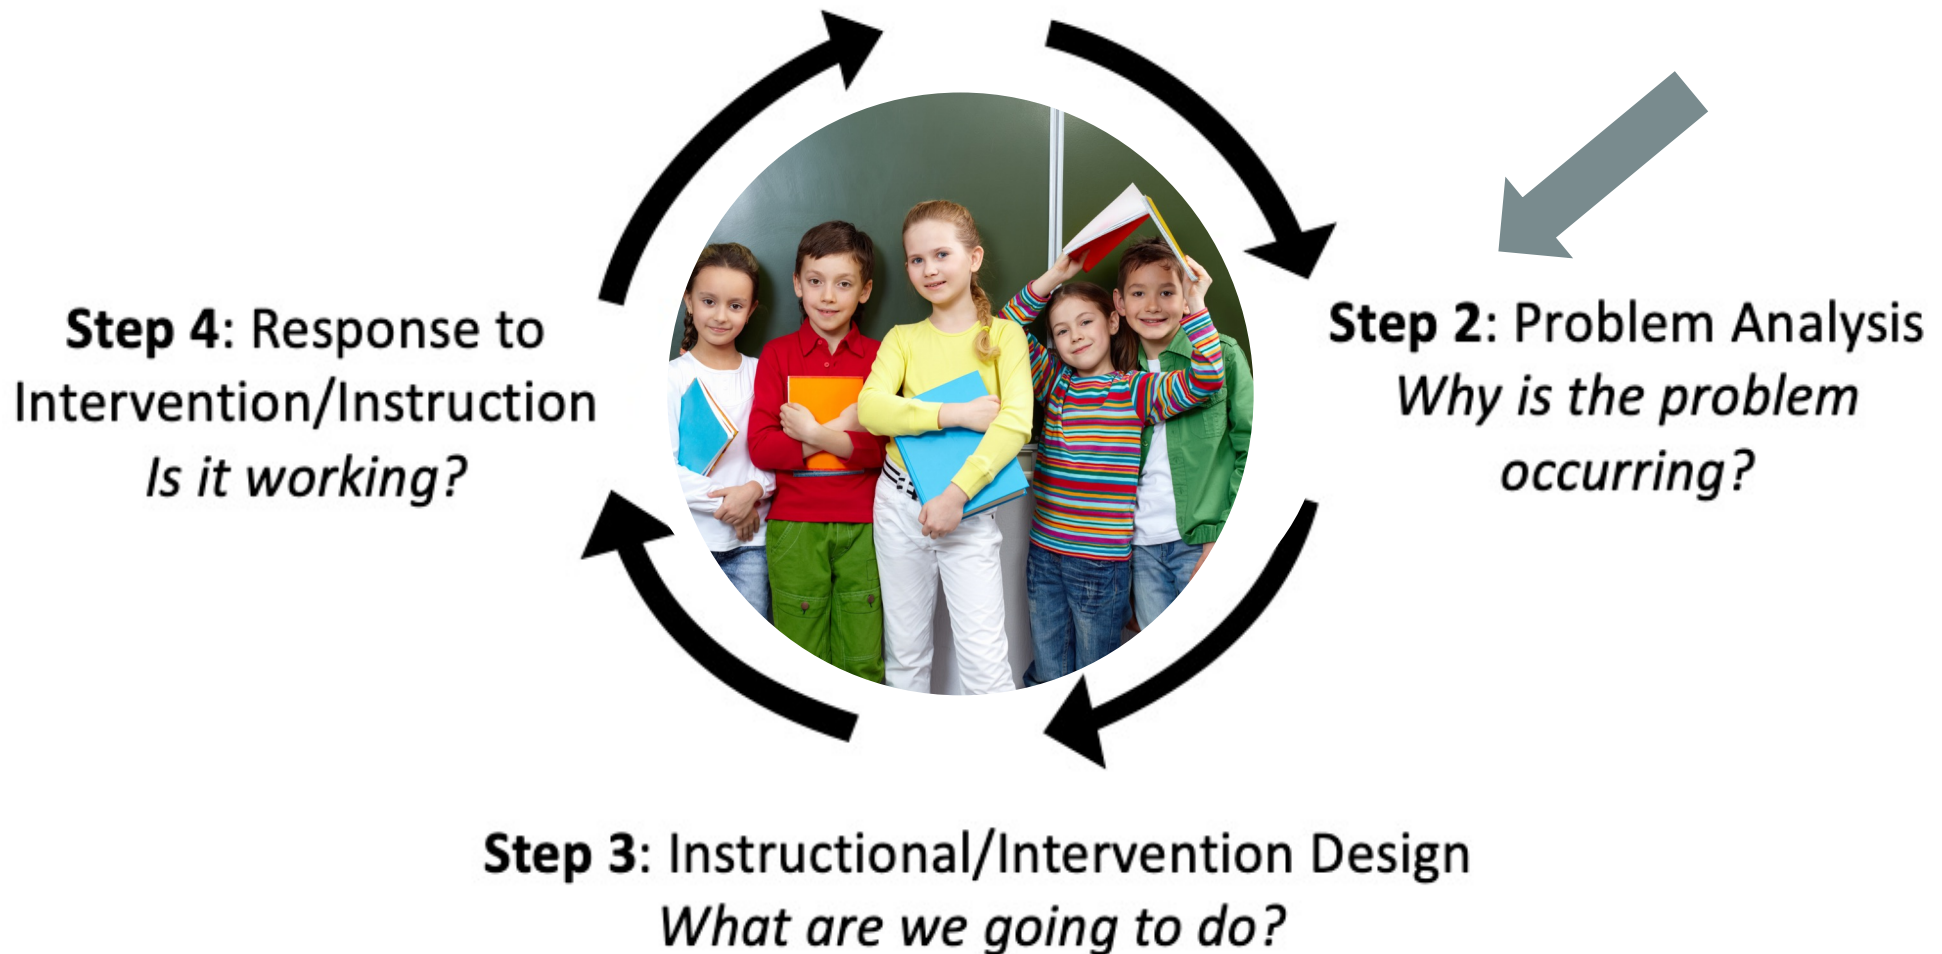 Step 2: Problem Analysis
Why is the problem
occurring?
Step 3: Instructional/Intervention Design
What are we going to do?
Step 4: Response to
Intervention/Instruction
Is it working?